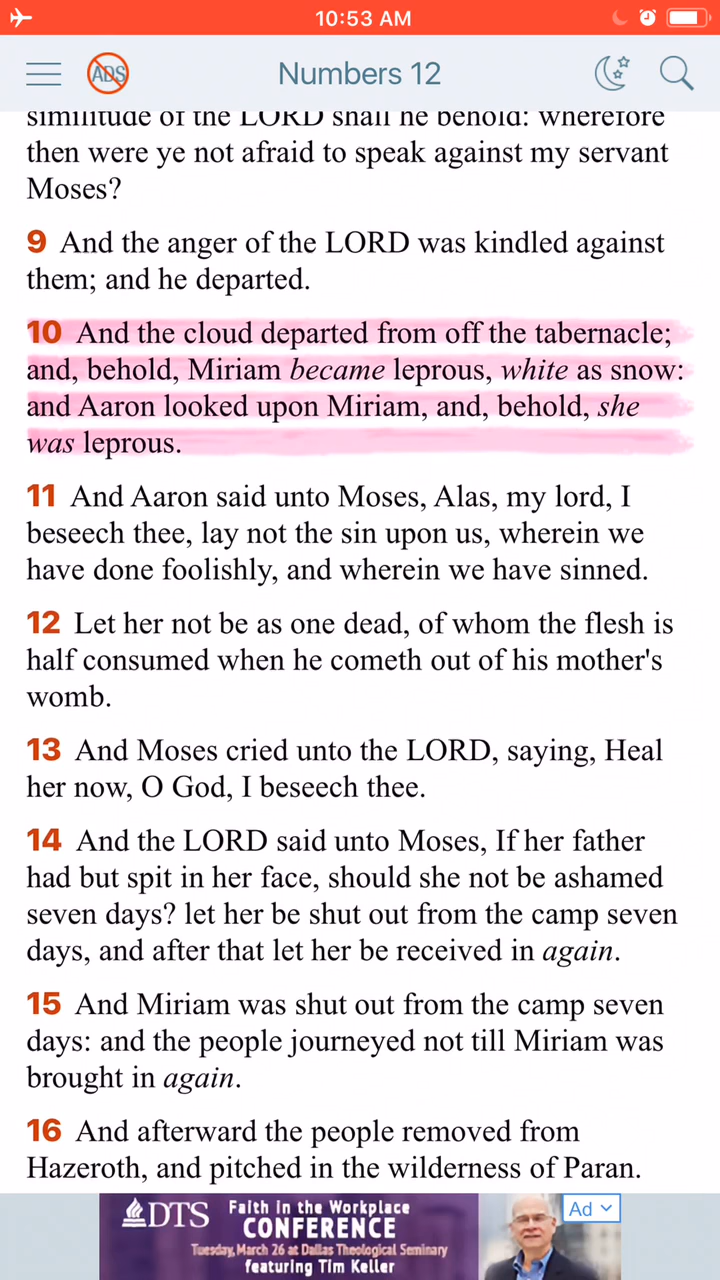 10:53 AM
ADS
Numbers 12
similitude of the LORD shall he behold: wherefore
then were ye not afraid to speak against my servant
Moses?
9 And the anger of the LORD was kindled against
them; and he departed.
10 And the cloud departed from off the tabernacle;
and, behold, Miriam became leprous, white as snow:
and Aaron looked upon Miriam, and, behold, she
was leprous.
11 And Aaron said unto Moses, Alas, my lord, I
beseech thee, lay not the sin upon us, wherein we
have done foolishly, and wherein we have sinned.
12 Let her not be as one dead, of whom the flesh is
half consumed when he cometh out of his mother's
womb.
13 And Moses cried unto the LORD, saying, Heal
her now, O God, I beseech thee.
14 And the LORD said unto Moses, If her father
had but spit in her face, should she not be ashamed
seven days? let her be shut out from the camp seven
days, and after that let her be received in again.
15 And Miriam was shut out from the camp seven
days: and the people journeyed not till Miriam was
brought in again.
16 And afterward the people removed from
Hazeroth, and pitched in the wilderness of Paran.
DTS
Faith in the Workplace
CONFERENCE
Tuesday, March 26 at Dallas Theological Seminary
featuring Tim Keller
Ad